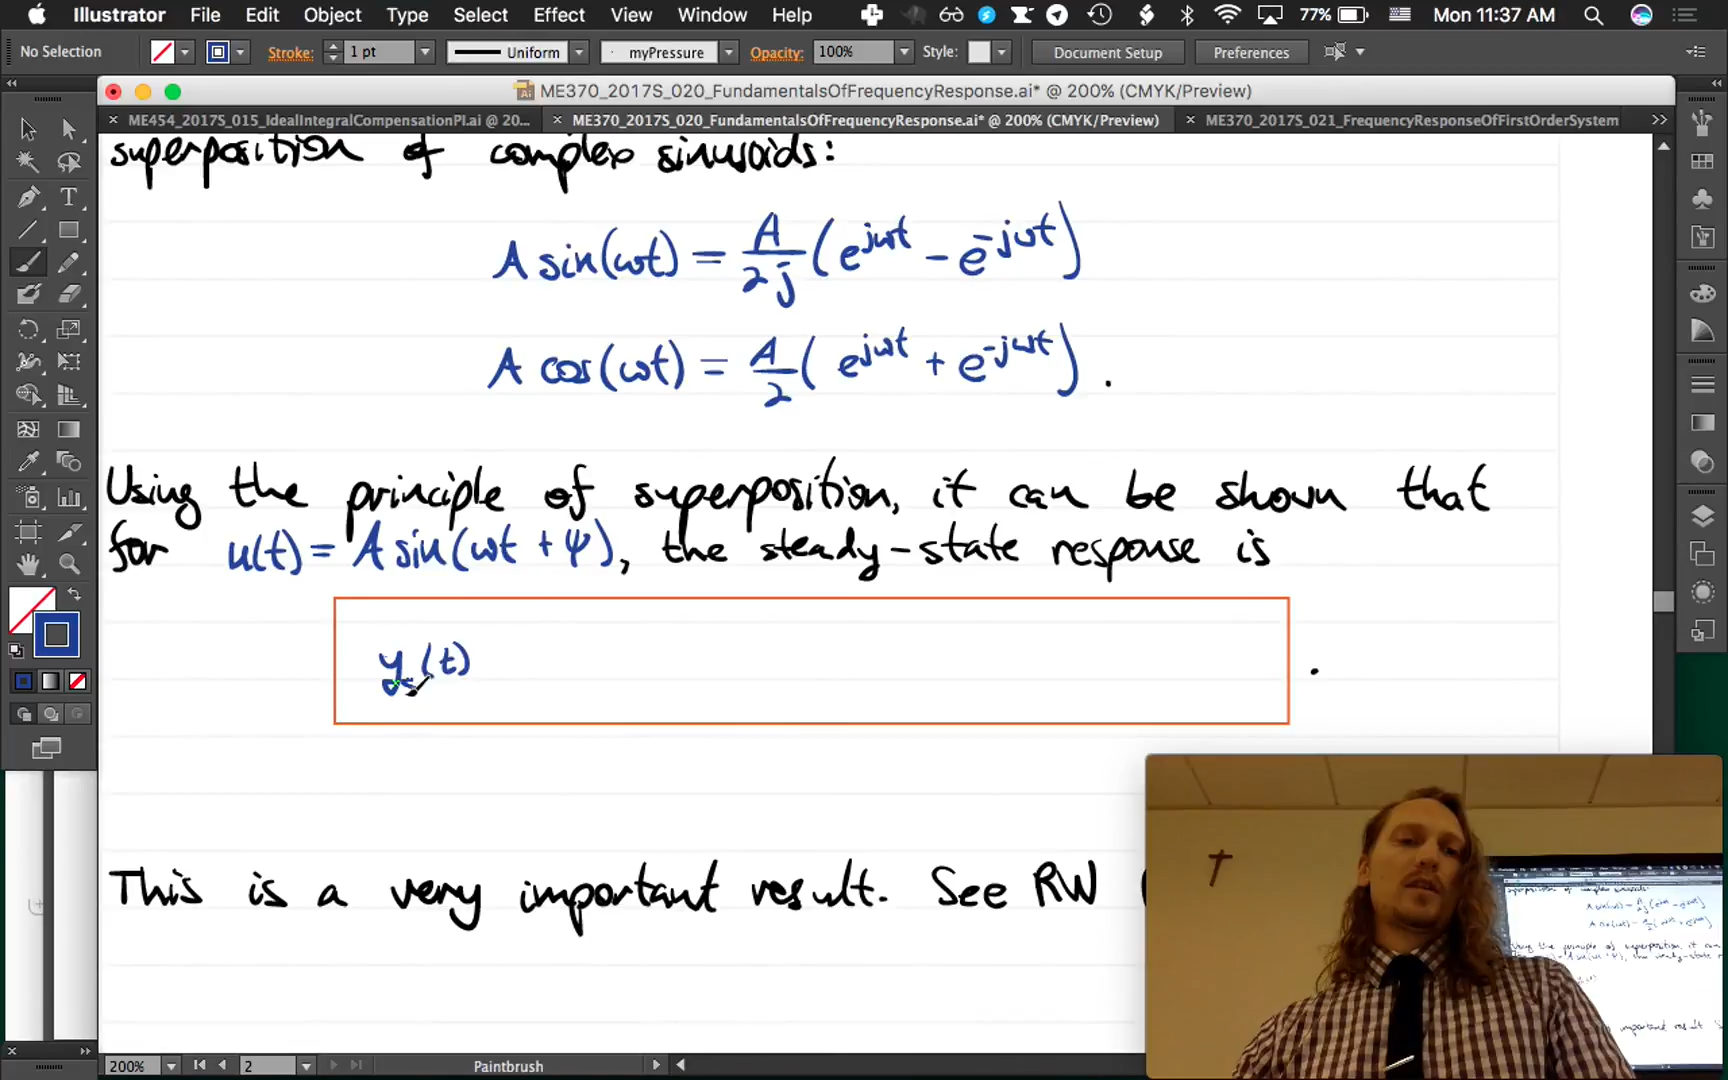 Illustrator File Edit Object Type Select Effect View Window Help 77% Mon 11:37 AM
No Selection Stroke: 1 pt Uniform myPressure Opacity: 100% Style: Document Setup Preferences
ME370_2017S_020_FundamentalsOfFrequencyResponse.ai* @ 200% (CMYK/Preview)
ME454_2017S_015_IdealIntegralCompensationPI.ai @ 20... ME370_2017S_020_FundamentalsOfFrequencyResponse.ai* @ 200% (CMYK/Preview) ME370_2017S_021_FrequencyResponseOfFirstOrderSystem
superposition of complex sinusoids:
A sin(ωt) = A/2j (e^jωt − e^−jωt)
A cos(ωt) = A/2 (e^jωt + e^−jωt).
Using the principle of superposition, it can be shown that
for u(t) = A sin(ωt + ψ), the steady-state response is
y(t) .
This is a very important result. See RW
200% 2 Paintbrush